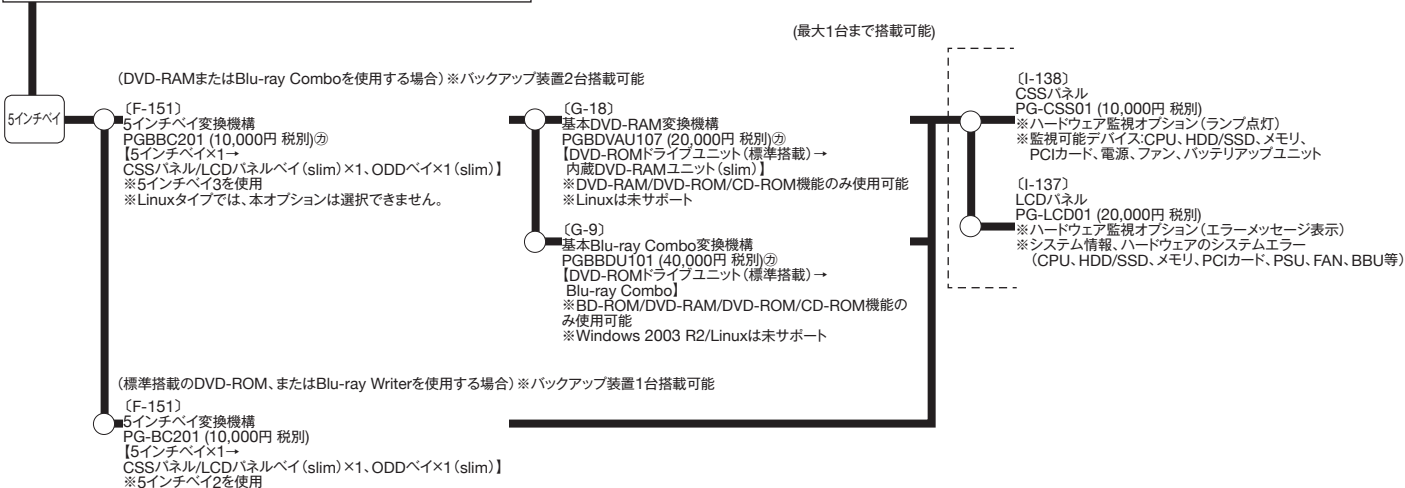 (最大1台まで搭載可能)
(DVD-RAMまたはBlu-ray Comboを使用する場合)※バックアップ装置2台搭載可能
5インチベイ
〔F-151〕
5インチベイ変換機構
PGBBC201 (10,000円 税別)㋕
【5インチベイ×1→
CSSパネル/LCDパネルベイ(slim)×1、ODDベイ×1(slim)】
※5インチベイ3を使用
※Linuxタイプでは、本オプションは選択できません。
〔G-18〕
基本DVD-RAM変換機構
PGBDVAU107 (20,000円 税別)㋕
【DVD-ROMドライブユニット(標準搭載)→
内蔵DVD-RAMユニット(slim)】
※DVD-RAM/DVD-ROM/CD-ROM機能のみ使用可能
※Linuxは未サポート
〔G-9〕
基本Blu-ray Combo変換機構
PGBBDU101 (40,000円 税別)㋕
【DVD-ROMドライブユニット(標準搭載)→
Blu-ray Combo】
※BD-ROM/DVD-RAM/DVD-ROM/CD-ROM機能の
み使用可能
※Windows 2003 R2/Linuxは未サポート
〔I-138〕
CSSパネル
PG-CSS01 (10,000円 税別)
※ハードウェア監視オプション(ランプ点灯)
※監視可能デバイス:CPU、HDD/SSD、メモリ、
PCIカード、電源、ファン、バッテリアップユニット
〔I-137〕
LCDパネル
PG-LCD01 (20,000円 税別)
※ハードウェア監視オプション(エラーメッセージ表示)
※システム情報、ハードウェアのシステムエラー
(CPU、HDD/SSD、メモリ、PCIカード、PSU、FAN、BBU等)
(標準搭載のDVD-ROM、またはBlu-ray Writerを使用する場合)※バックアップ装置1台搭載可能
〔F-151〕
5インチベイ変換機構
PG-BC201 (10,000円 税別)
【5インチベイ×1→
CSSパネル/LCDパネルベイ(slim)×1、ODDベイ×1(slim)】
※5インチベイ2を使用